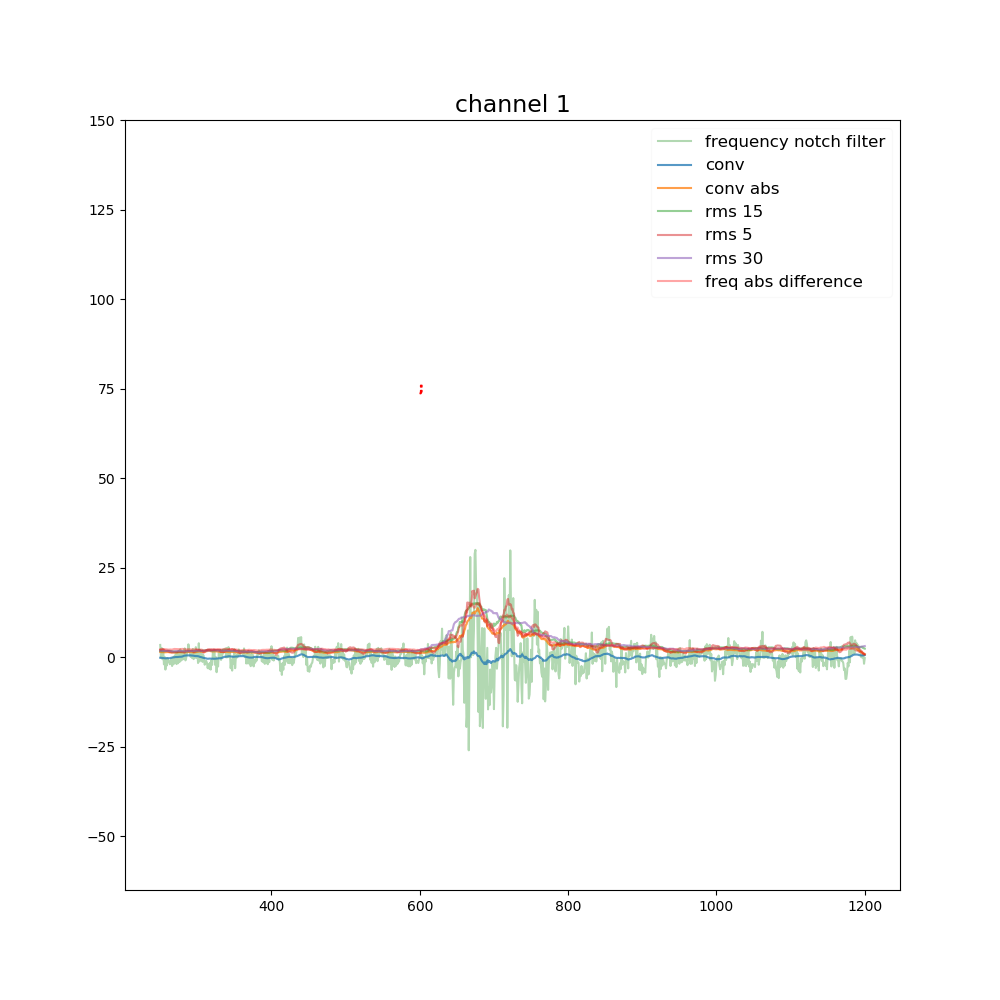 channel 1
150
125
100
75
50
25
0
−25
−50
frequency notch filter
conv
conv abs
rms 15
rms 5
rms 30
freq abs difference
;
400 600 800 1000 1200